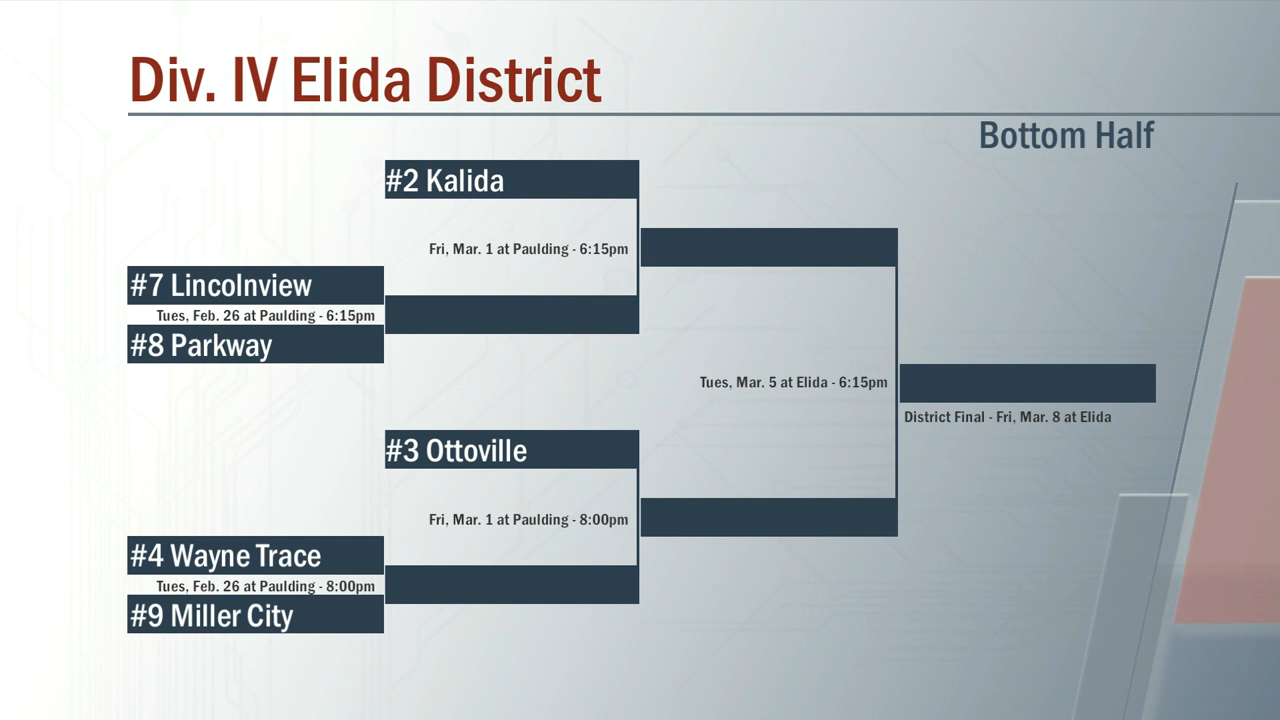 Div. IV Elida District
Bottom Half
#2 Kalida
Fri, Mar. 1 at Paulding - 6:15pm
#7 Lincolnview
Tues, Feb. 26 at Paulding - 6:15pm
#8 Parkway
Tues, Mar. 5 at Elida - 6:15pm
District Final - Fri, Mar. 8 at Elida
#3 Ottoville
Fri, Mar. 1 at Paulding - 8:00pm
#4 Wayne Trace
Tues, Feb. 26 at Paulding - 8:00pm
#9 Miller City